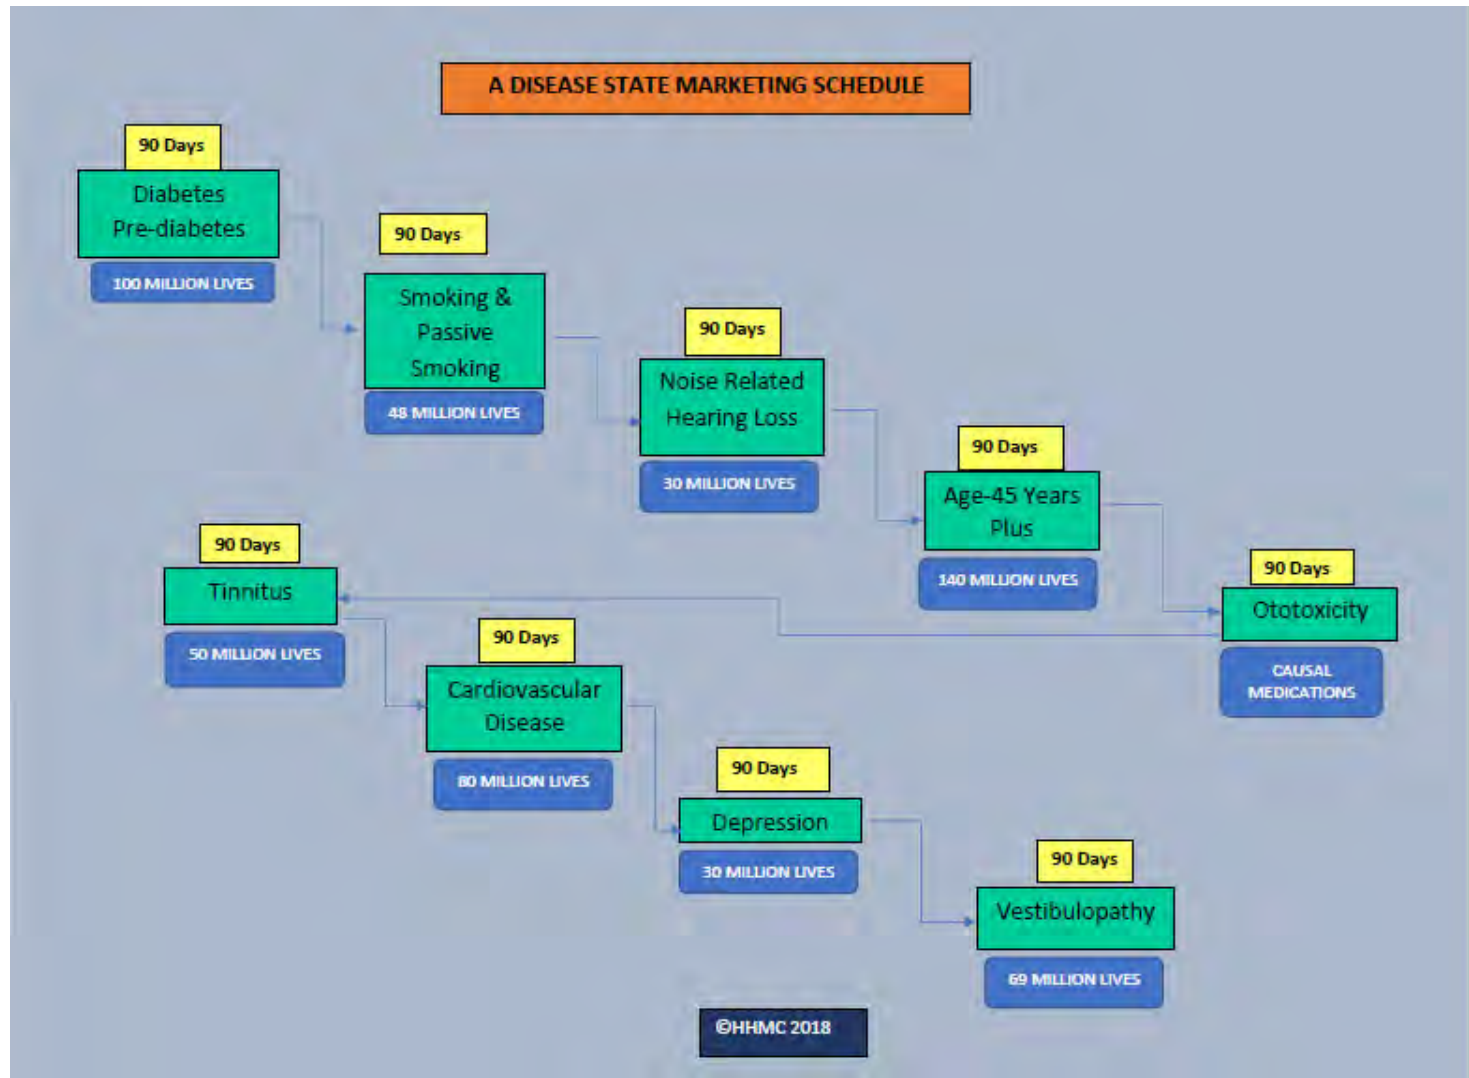 A DISEASE STATE MARKETING SCHEDULE
90 Days
Diabetes
Pre-diabetes
100 MILLION LIVES
90 Days
Smoking &
Passive
Smoking
48 MILLION LIVES
90 Days
Noise Related
Hearing Loss
30 MILLION LIVES
90 Days
Age-45 Years
Plus
140 MILLION LIVES
90 Days
Ototoxicity
CAUSAL
MEDICATIONS
90 Days
Tinnitus
50 MILLION LIVES
90 Days
Cardiovascular
Disease
80 MILLION LIVES
90 Days
Depression
30 MILLION LIVES
90 Days
Vestibulopathy
69 MILLION LIVES
©HHMC 2018